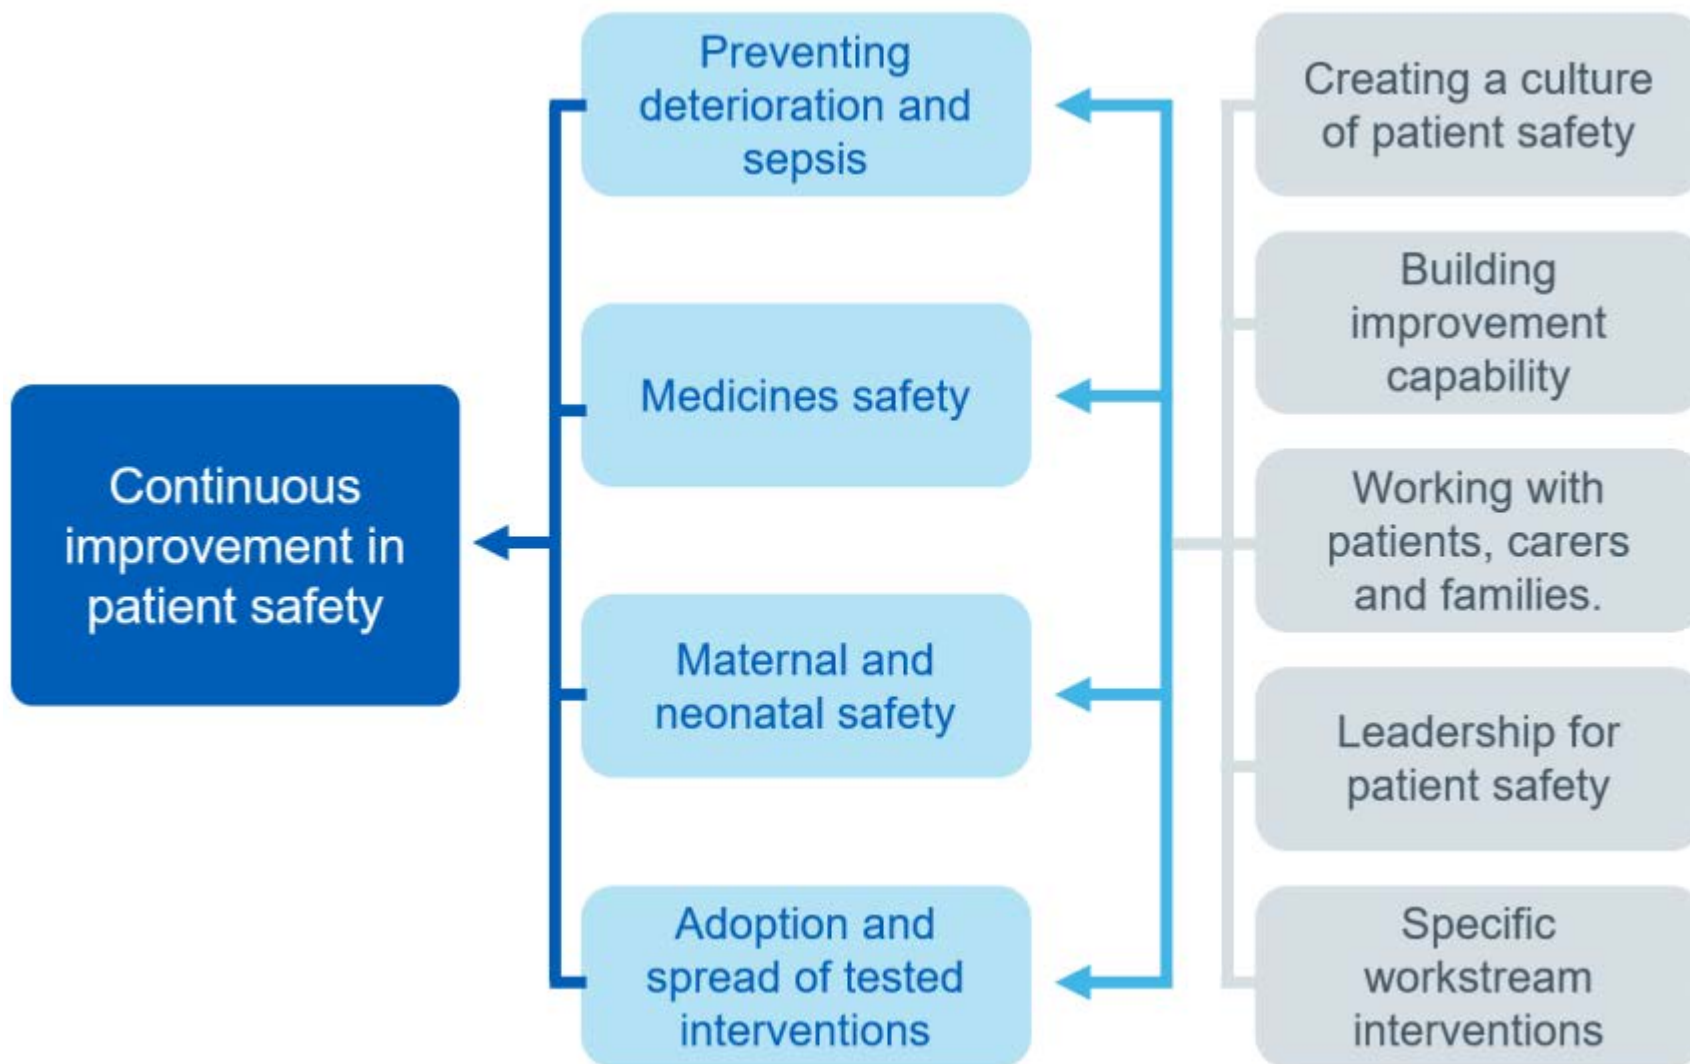 Continuous
improvement in
patient safety
Preventing
deterioration and
sepsis
Medicines safety
Maternal and
neonatal safety
Adoption and
spread of tested
interventions
Creating a culture
of patient safety
Building
improvement
capability
Working with
patients, carers
and families.
Leadership for
patient safety
Specific
workstream
interventions